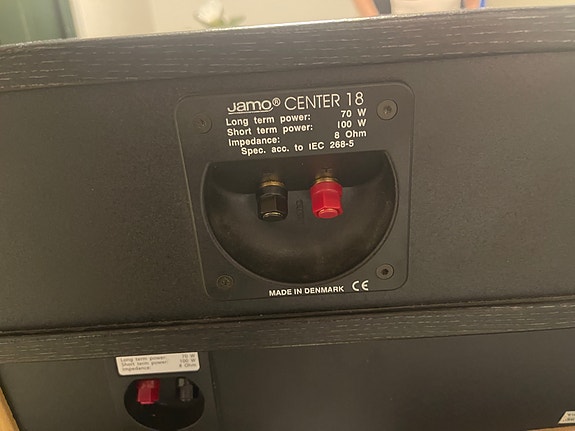 Jamo® CENTER 18
Long term power: 70 W
Short term power: 100 W
Impedance: 8 Ohm
Spec. acc. to IEC 268-5
MADE IN DENMARK CE
Long term power: 70 W
Short term power: 100 W
Impedance: 8 Ohm